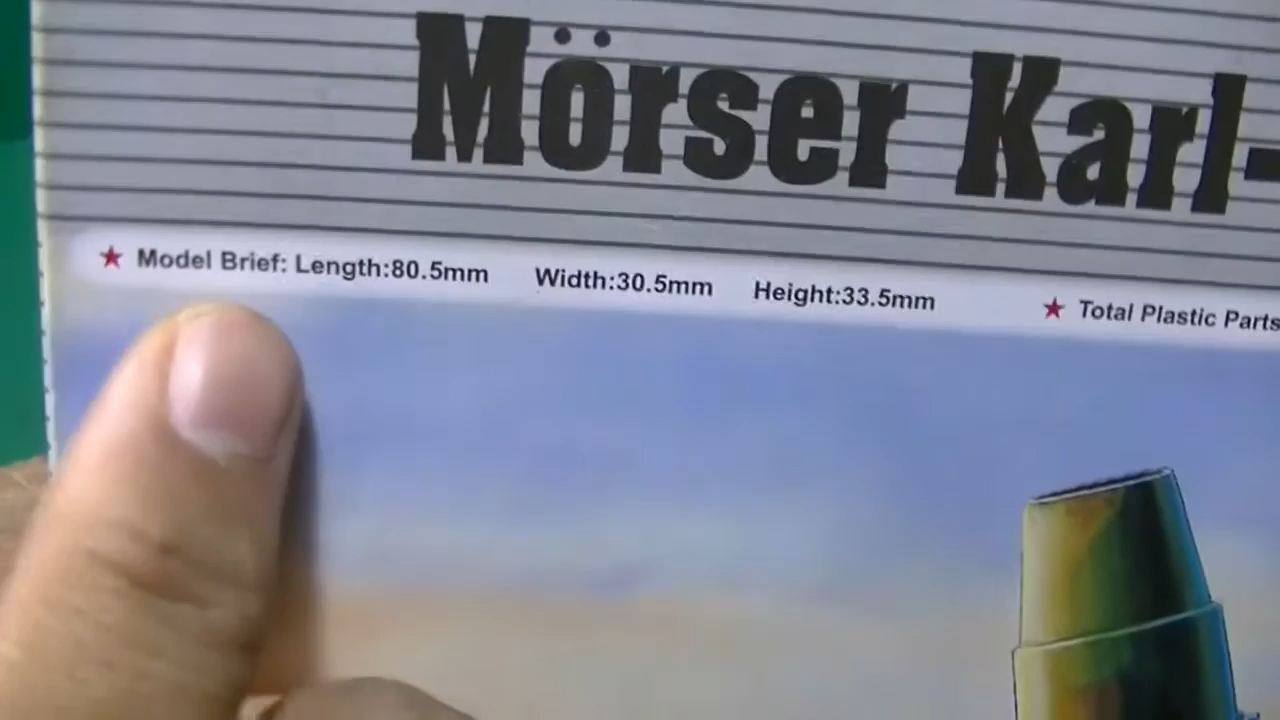 Mörser Karl-
★ Model Brief: Length:80.5mm Width:30.5mm Height:33.5mm ★ Total Plastic Parts